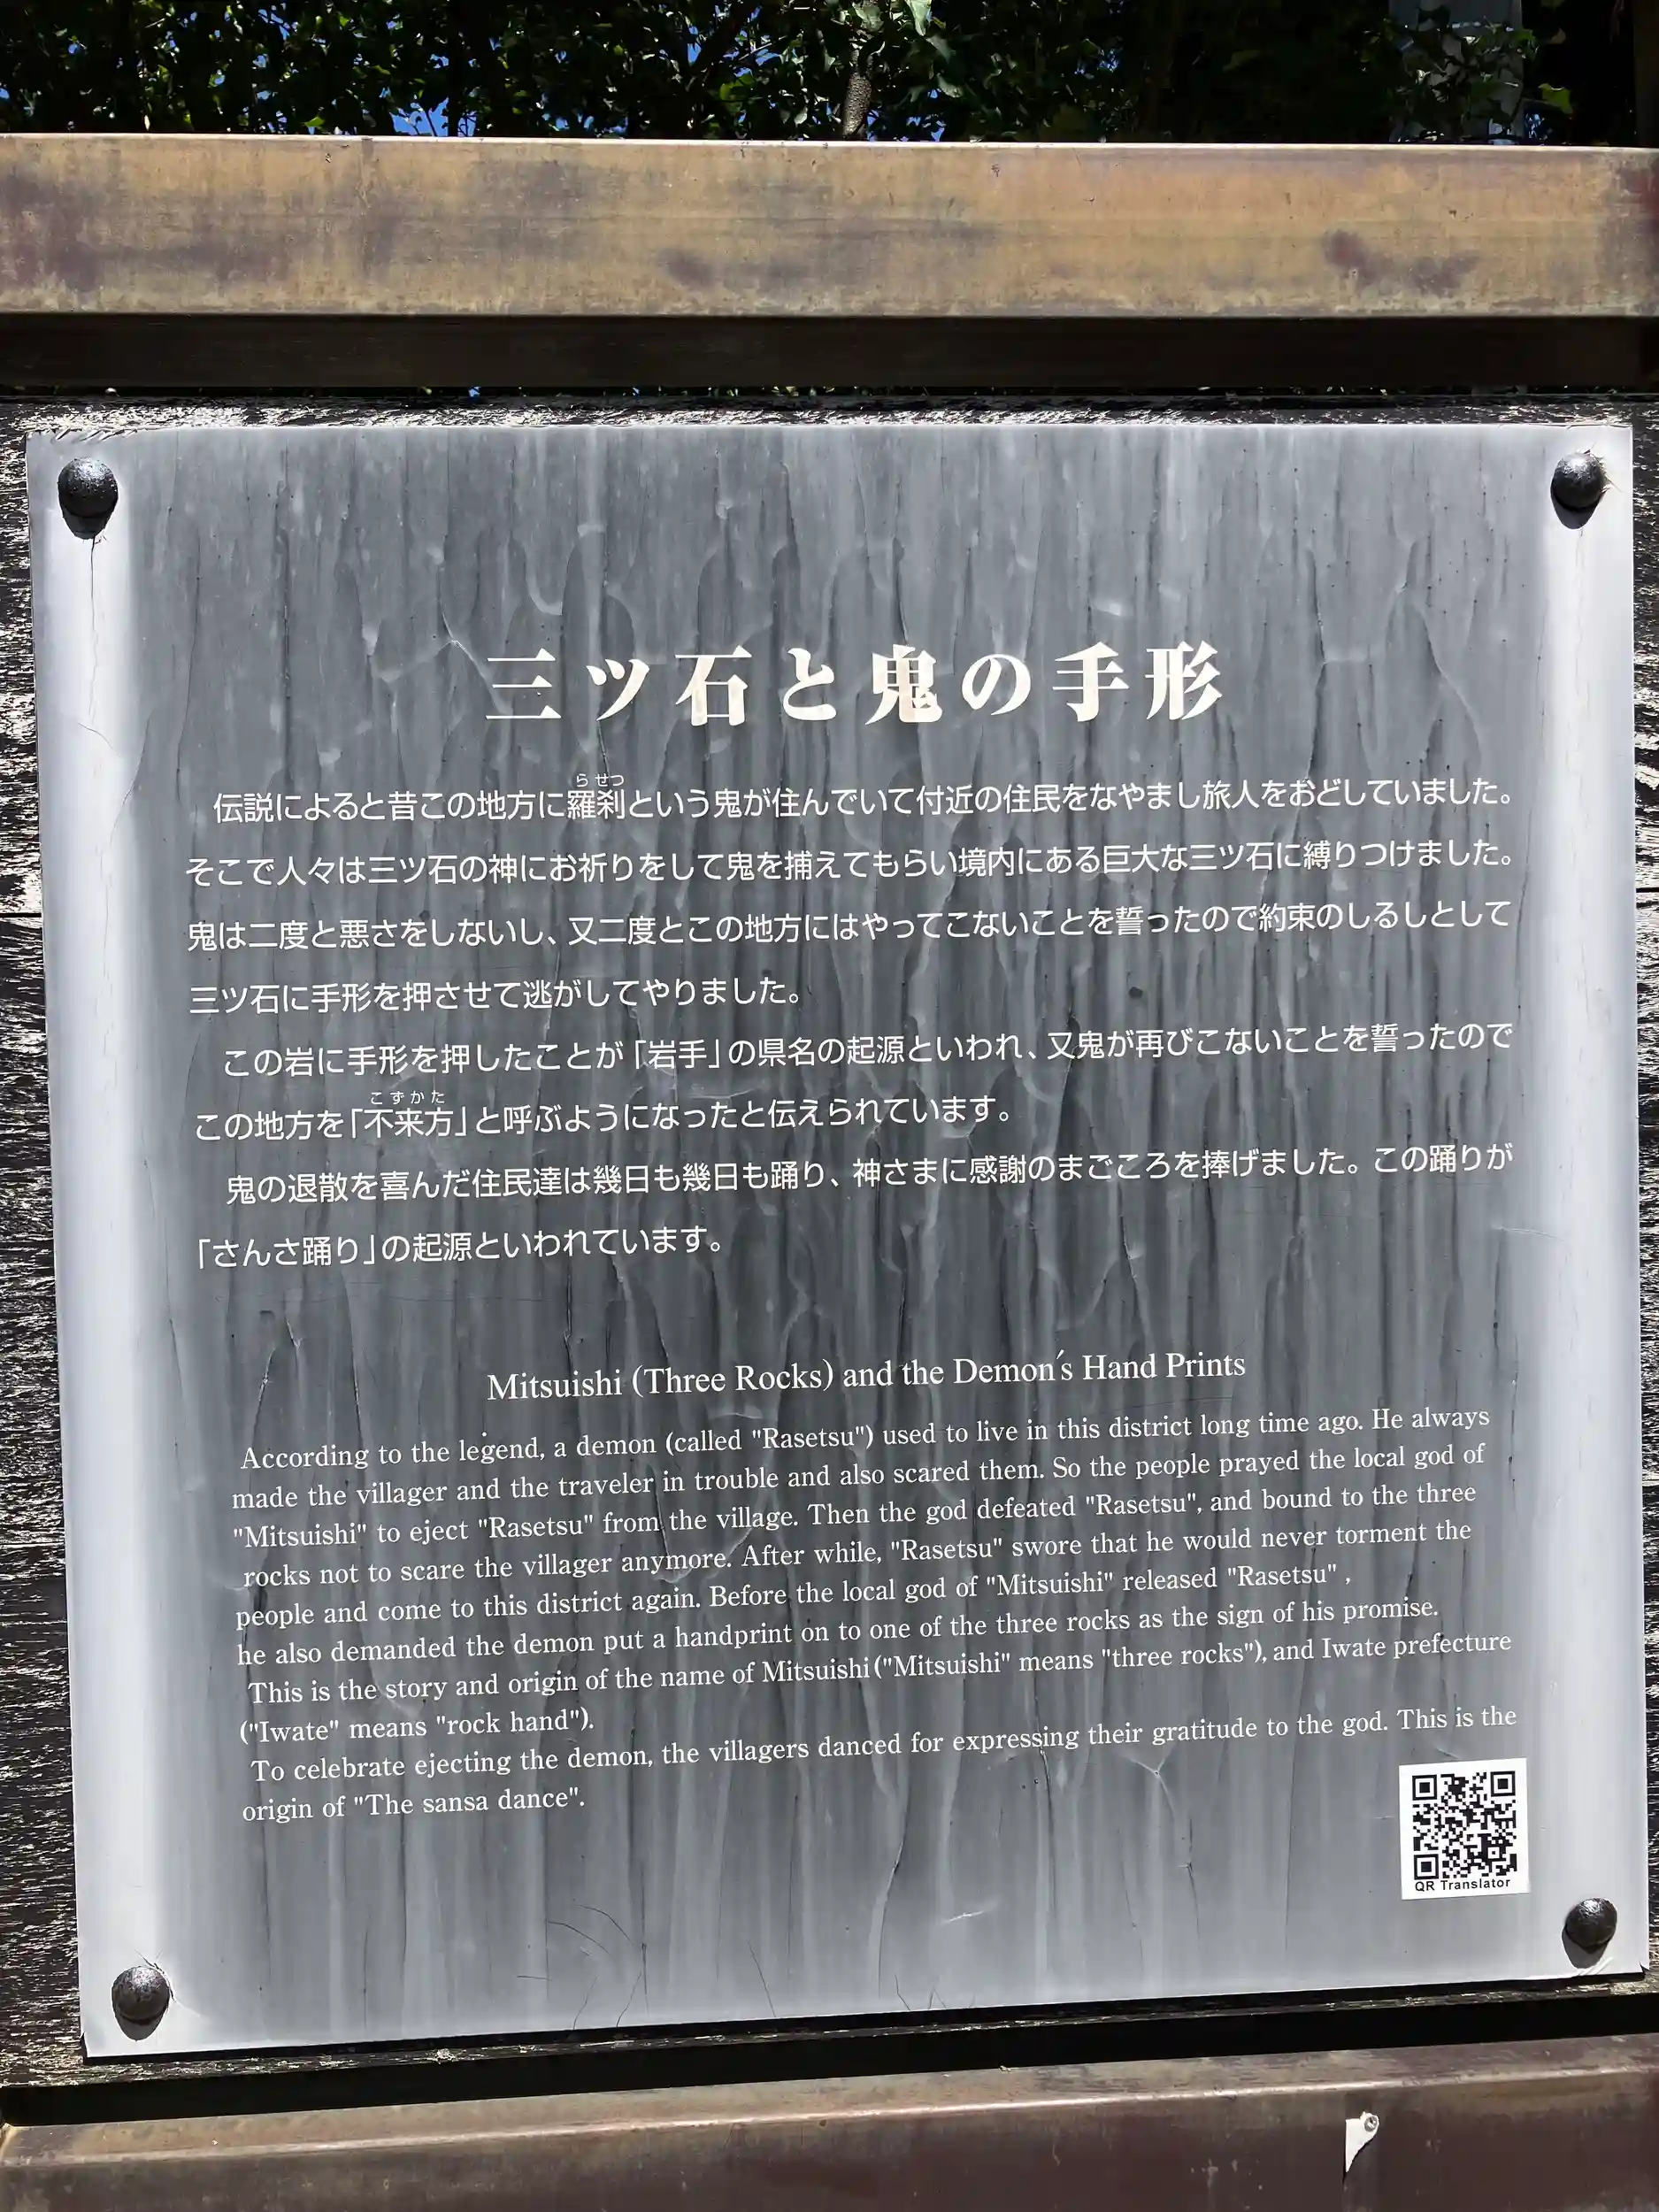 三ツ石と鬼の手形
らせつ
伝説によると昔この地方に羅刹という鬼が住んでいて付近の住民をなやまし旅人をおどしていました。
そこで人々は三ツ石の神にお祈りをして鬼を捕えてもらい境内にある巨大な三ツ石に縛りつけました。
鬼は二度と悪さをしないし、又二度とこの地方にはやってこないことを誓ったので約束のしるしとして
三ツ石に手形を押させて逃がしてやりました。
この岩に手形を押したことが「岩手」の県名の起源といわれ、又鬼が再びこないことを誓ったので
こずかた
この地方を「不来方」と呼ぶようになったと伝えられています。
鬼の退散を喜んだ住民達は幾日も幾日も踊り、神さまに感謝のまごころを捧げました。この踊りが
「さんさ踊り」の起源といわれています。
Mitsuishi (Three Rocks) and the Demon's Hand Prints
According to the legend, a demon (called "Rasetsu") used to live in this district long time ago. He always
made the villager and the traveler in trouble and also scared them. So the people prayed the local god of
"Mitsuishi" to eject "Rasetsu" from the village. Then the god defeated "Rasetsu", and bound to the three
rocks not to scare the villager anymore. After while, "Rasetsu" swore that he would never torment the
people and come to this district again. Before the local god of "Mitsuishi" released "Rasetsu" ,
he also demanded the demon put a handprint on to one of the three rocks as the sign of his promise.
This is the story and origin of the name of Mitsuishi ("Mitsuishi" means "three rocks"), and Iwate prefecture
("Iwate" means "rock hand").
To celebrate ejecting the demon, the villagers danced for expressing their gratitude to the god. This is the
origin of "The sansa dance".
QR Translator